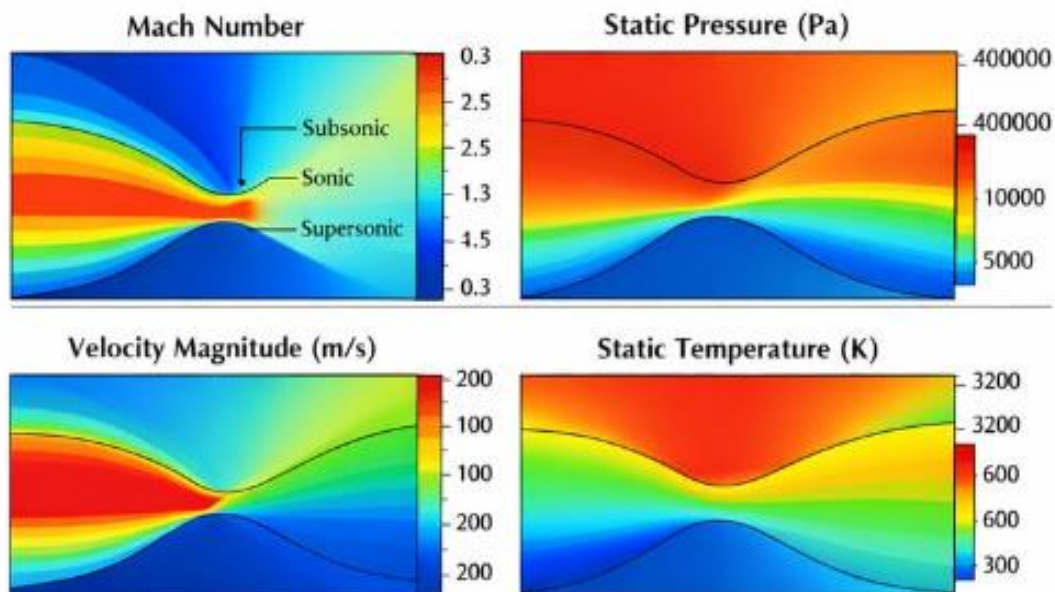 Mach Number
0.3
2.5
2.5
1.3
4.5
0.3
Subsonic
Sonic
Supersonic
Static Pressure (Pa)
400000
400000
10000
5000
Velocity Magnitude (m/s)
200
100
100
200
200
Static Temperature (K)
3200
3200
600
600
300